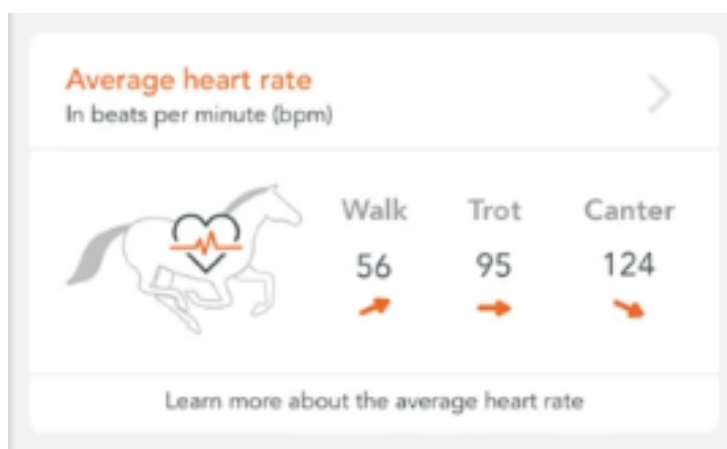 Average heart rate
In beats per minute (bpm)
Walk Trot Canter
56 95 124
Learn more about the average heart rate